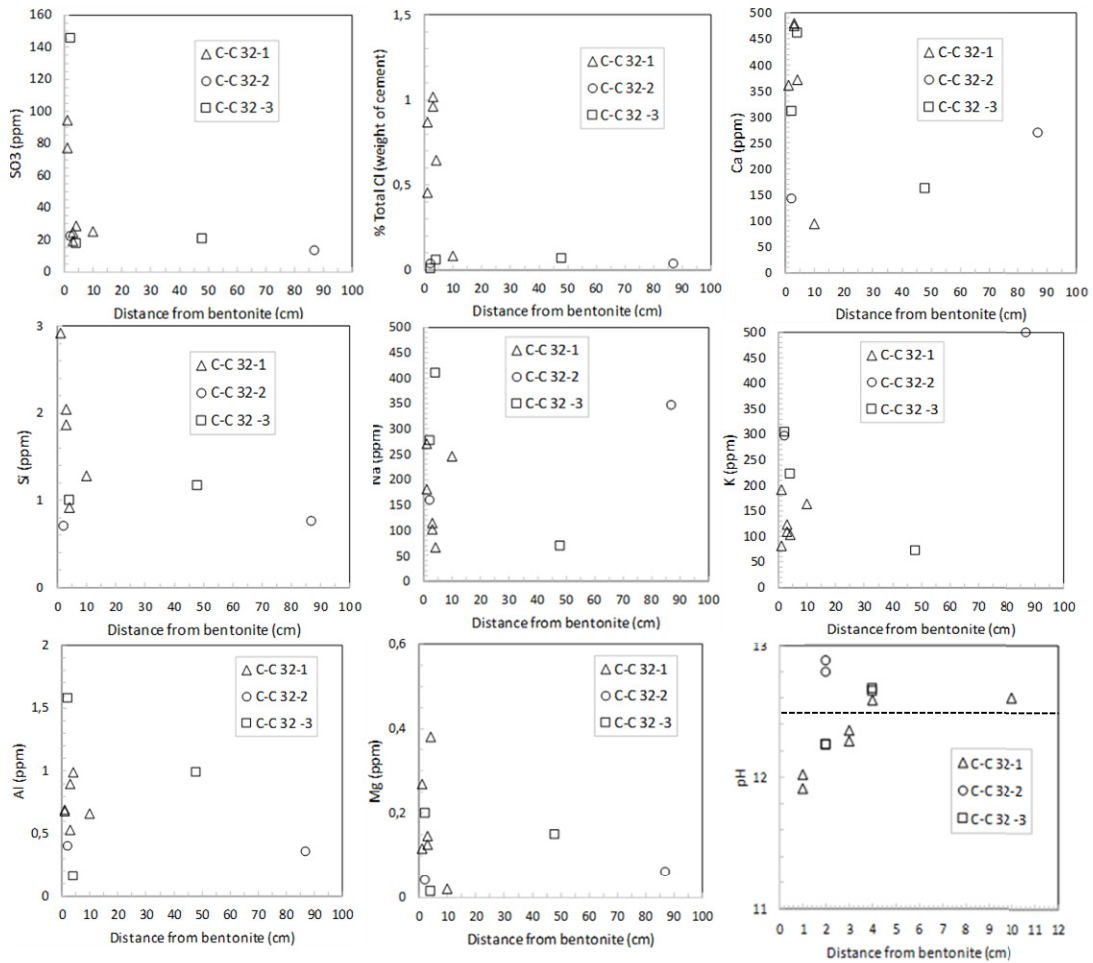 160
140
120
100
80
60
40
20
0
SO3 (ppm)
C-C 32-1
C-C 32-2
C-C 32 -3
0 10 20 30 40 50 60 70 80 90 100
Distance from bentonite (cm)
1,5
1
0,5
0
% Total Cl (weight of cement)
C-C 32-1
C-C 32-2
C-C 32 -3
0 10 20 30 40 50 60 70 80 90 100
Distance from bentonite (cm)
500
450
400
350
300
250
200
150
100
50
0
Ca (ppm)
C-C 32-1
C-C 32-2
C-C 32 -3
0 10 20 30 40 50 60 70 80 90 100
Distance from bentonite (cm)
3
2
1
0
Si (ppm)
C-C 32-1
C-C 32-2
C-C 32 -3
0 10 20 30 40 50 60 70 80 90 100
Distance from bentonite (cm)
500
450
400
350
300
250
200
150
100
50
0
Na (ppm)
C-C 32-1
C-C 32-2
C-C 32 -3
0 10 20 30 40 50 60 70 80 90 100
Distance from bentonite (cm)
500
450
400
350
300
250
200
150
100
50
0
K (ppm)
C-C 32-1
C-C 32-2
C-C 32 -3
0 10 20 30 40 50 60 70 80 90 100
Distance from bentonite (cm)
2
1,5
1
0,5
0
Al (ppm)
C-C 32-1
C-C 32-2
C-C 32 -3
0 10 20 30 40 50 60 70 80 90 100
Distance from bentonite (cm)
0,6
0,4
0,2
0
Mg (ppm)
C-C 32-1
C-C 32-2
C-C 32 -3
0 10 20 30 40 50 60 70 80 90 100
Distance from bentonite (cm)
13
12
11
pH
C-C 32-1
C-C 32-2
C-C 32 -3
0 1 2 3 4 5 6 7 8 9 10 11 12
Distance from bentonite (cm)